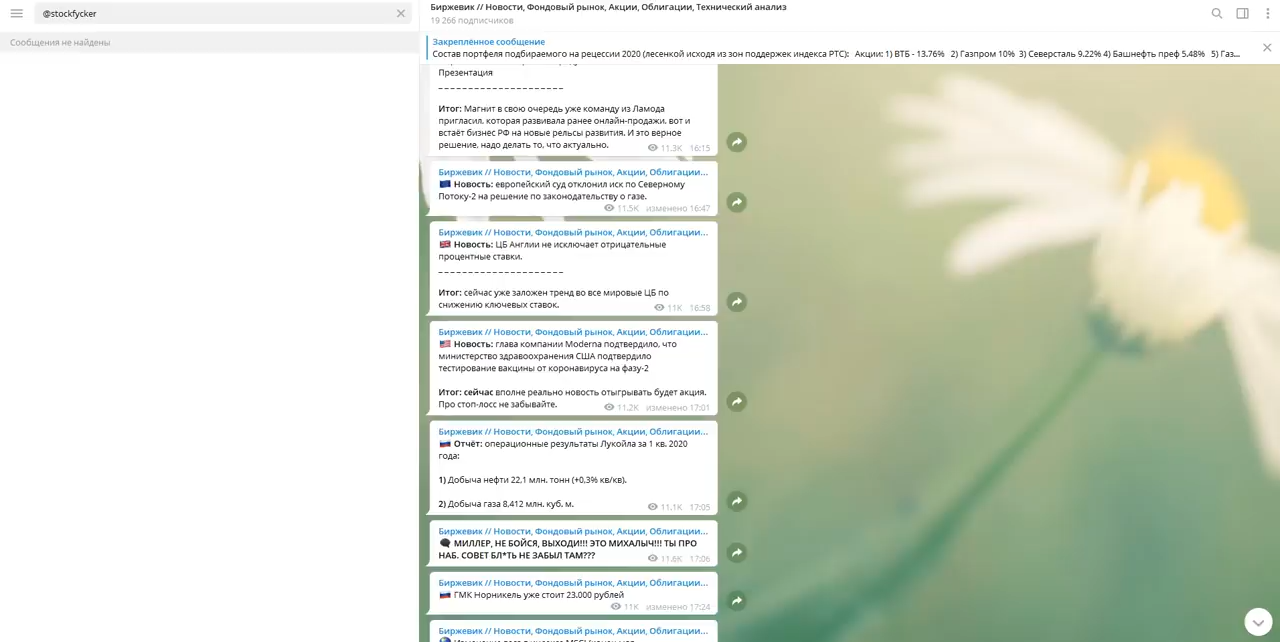 @stockfycker
Сообщения не найдены
Биржевик // Новости, Фондовый рынок, Акции, Облигации, Технический анализ
19 266 подписчиков
Закреплённое сообщение
Состав портфеля подбираемого на рецессии 2020 (лесенкой исходя из зон поддержек индекса РТС): Акции: 1) ВТБ - 13.76% 2) Газпром 10% 3) Северсталь 9.22% 4) Башнефть преф 5.48% 5) Газ...
Презентация
_ _ _ _ _ _ _ _ _ _ _ _ _ _ _ _ _ _ _ _
Итог: Магнит в свою очередь уже команду из Ламода
пригласил, которая развивала ранее онлайн-продажи. вот и
встаёт бизнес РФ на новые рельсы развития. И это верное
решение, надо делать то, что актуально.
11.3K 16:15
Биржевик // Новости, Фондовый рынок, Акции, Облигации...
🇪🇺 Новость: европейский суд отклонил иск по Северному
Потоку-2 на решение по законодательству о газе.
11.5K изменено 16:47
Биржевик // Новости, Фондовый рынок, Акции, Облигации...
🇬🇧 Новость: ЦБ Англии не исключает отрицательные
процентные ставки.
_ _ _ _ _ _ _ _ _ _ _ _ _ _ _ _ _ _ _ _
Итог: сейчас уже заложен тренд во все мировые ЦБ по
снижению ключевых ставок.
11K 16:58
Биржевик // Новости, Фондовый рынок, Акции, Облигации...
🇺🇸 Новость: глава компании Moderna подтвердило, что
министерство здравоохранения США подтвердило
тестирование вакцины от коронавируса на фазу-2
Итог: сейчас вполне реально новость отыгрывать будет акция.
Про стоп-лосс не забывайте.
11.2K изменено 17:01
Биржевик // Новости, Фондовый рынок, Акции, Облигации...
🇷🇺 Отчёт: операционные результаты Лукойла за 1 кв. 2020
года:
1) Добыча нефти 22,1 млн. тонн (+0,3% кв/кв).
2) Добыча газа 8,412 млн. куб. м.
11.1K 17:05
Биржевик // Новости, Фондовый рынок, Акции, Облигации...
🗣 МИЛЛЕР, НЕ БОЙСЯ, ВЫХОДИ!!! ЭТО МИХАЛЫЧ!!! ТЫ ПРО
НАБ. СОВЕТ БЛ*ТЬ НЕ ЗАБЫЛ ТАМ???
11.6K 17:06
Биржевик // Новости, Фондовый рынок, Акции, Облигации...
🇷🇺 ГМК Норникель уже стоит 23.000 рублей
11K изменено 17:24
Биржевик // Новости, Фондовый рынок, Акции, Облигации...